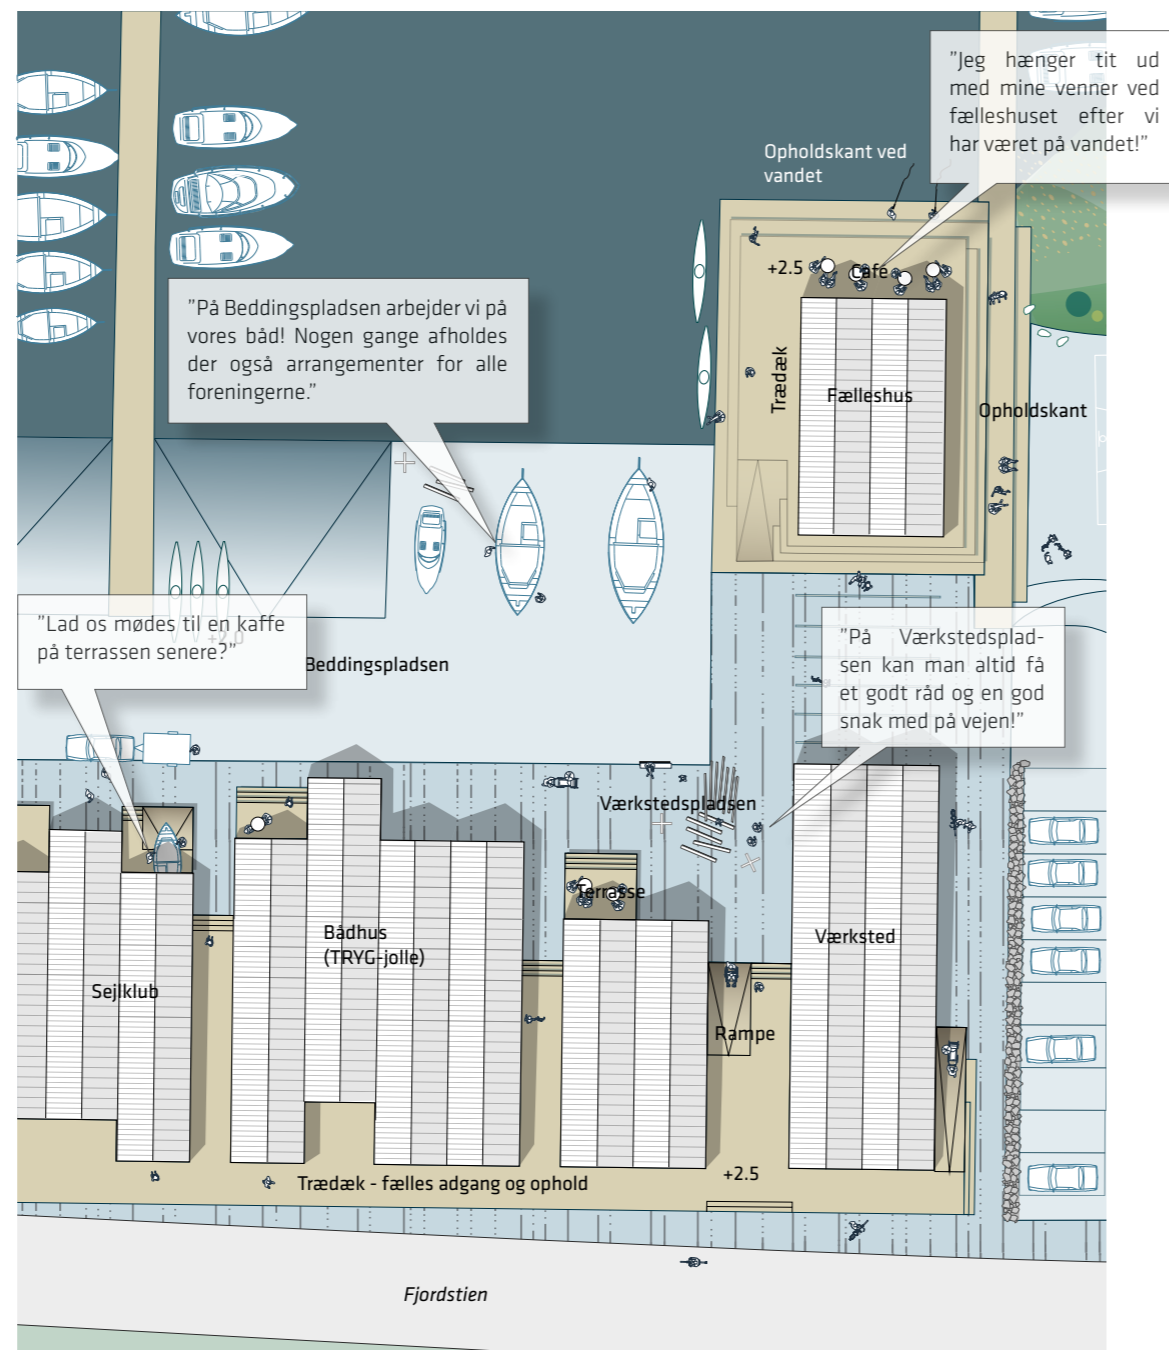 "Jeg hænger tit ud
med mine venner ved
fælleshuset efter vi
har været på vandet!"
Opholdskant ved
vandet
+2.5
Café
"På Beddingspladsen arbejder vi på
vores båd! Nogen gange afholdes
der også arrangementer for alle
foreningerne."
Trædæk
Fælleshus
Opholdskant
"Lad os mødes til en kaffe
på terrassen senere?"
+2.0
Beddingspladsen
"På Værkstedsplad-
sen kan man altid få
et godt råd og en god
snak med på vejen!"
Værkstedspladsen
Terrasse
Bådhus
(TRYG-jolle)
Værksted
Sejlklub
Rampe
+2.5
Trædæk - fælles adgang og ophold
Fjordstien